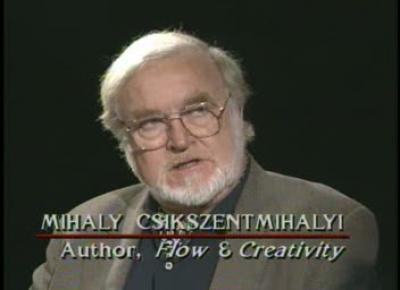 MIHALY CSIKSZENTMIHALYI
Author, Flow & Creativity